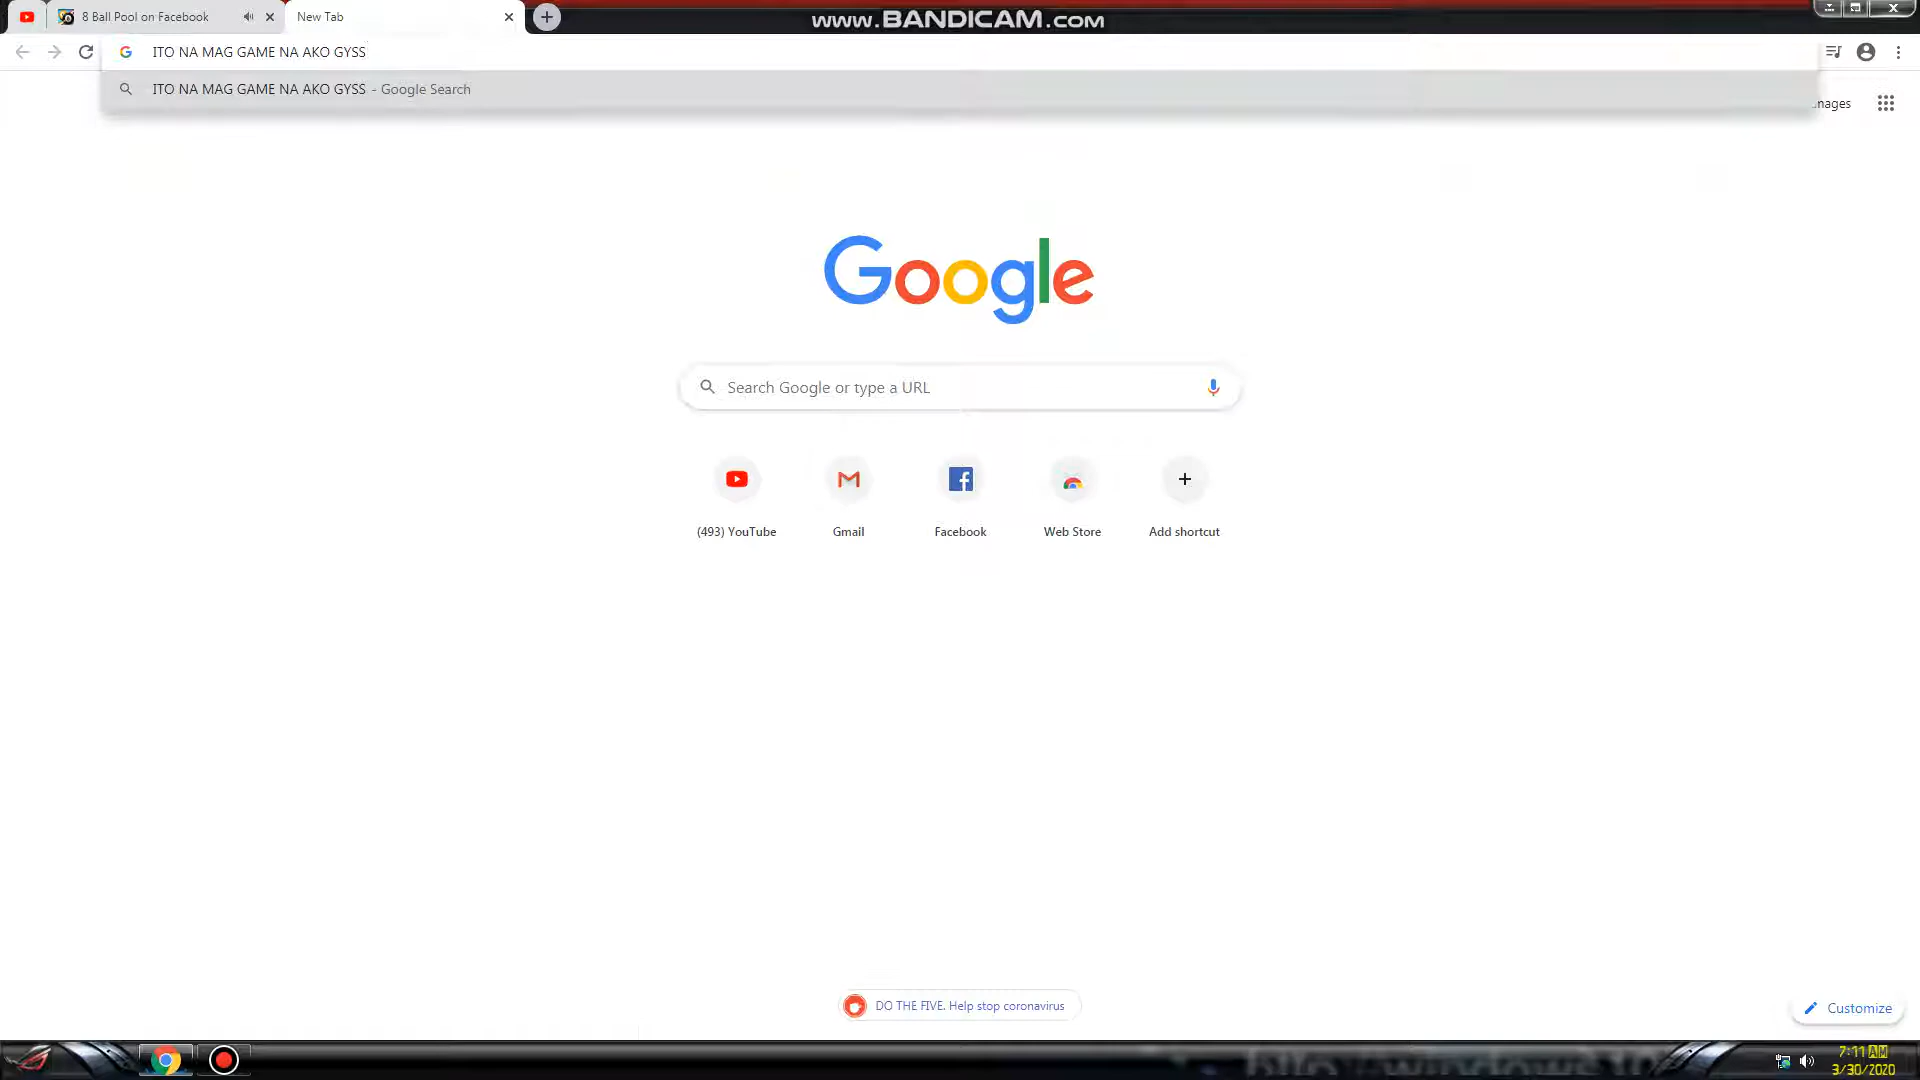 8 Ball Pool on Facebook
New Tab
www.BANDICAM.com
ITO NA MAG GAME NA AKO GYSS
ITO NA MAG GAME NA AKO GYSS - Google Search
Google
Search Google or type a URL
(493) YouTube
Gmail
Facebook
Web Store
Add shortcut
DO THE FIVE. Help stop coronavirus
Customize
7:11 AM
3/30/2020